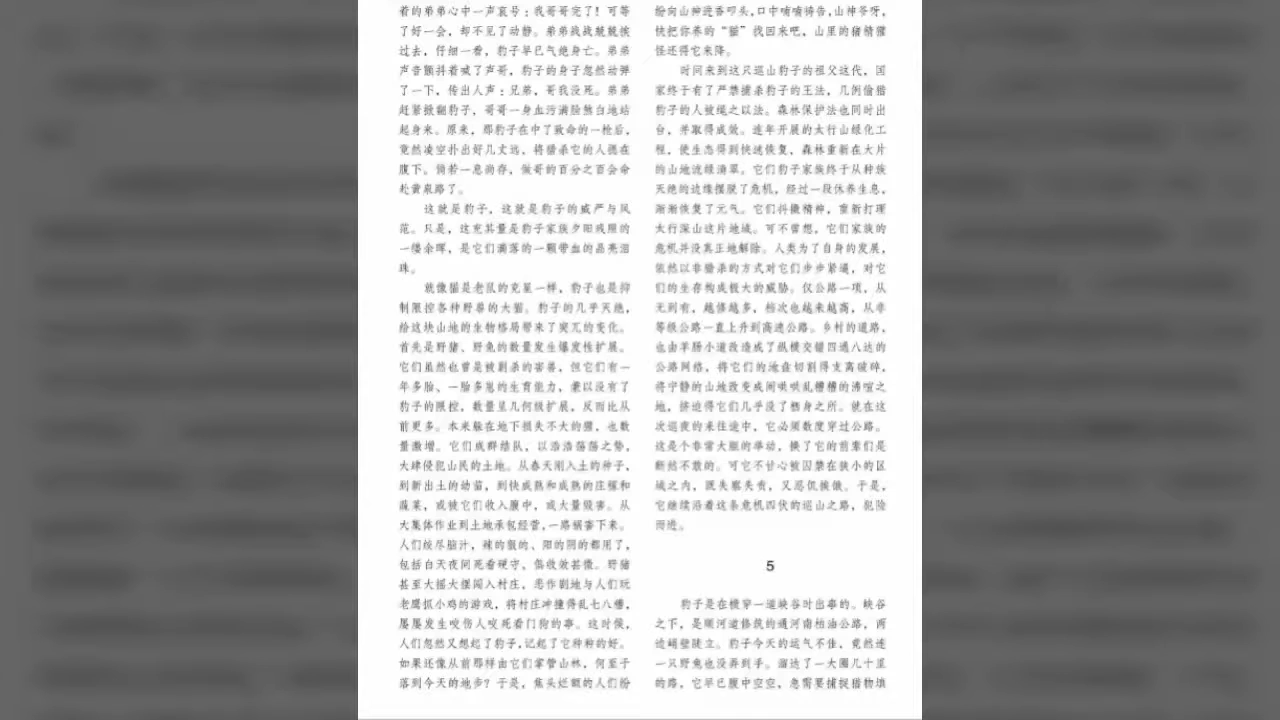 着的弟弟心中一声哀号：我哥哥完了！可等
了好一会，却不见了动静。弟弟战战兢兢挨
过去，仔细一看，豹子早已气绝身亡。弟弟
声音颤抖着喊了声哥，豹子的身子忽然动弹
了一下，传出人声：兄弟，哥我没死。弟弟
赶紧掀翻豹子，哥哥一身血污满脸煞白地站
起身来。原来，那豹子在中了致命的一枪后，
竟然凌空扑出好几丈远，将猎杀它的人拥在
腹下。倘若一息尚存，做哥的百分之百会命
赴黄泉路了。
这就是豹子，这就是豹子的威严与风
范。只是，这充其量是豹子家族夕阳残照的
一缕余晖，是它们滴落的一颗带血的晶亮泪
珠。
就像猫是老鼠的克星一样，豹子也是抑
制限控各种野兽的大猫。豹子的几乎灭绝，
给这块山地的生物格局带来了突兀的变化。
首先是野猪、野兔的数量发生爆发性扩展。
它们虽然也曾是被剿杀的害兽，但它们有一
年多胎、一胎多崽的生育能力，兼以没有了
豹子的限控，数量呈几何级扩展，反而比从
前更多。本来躲在地下损失不大的獾，也数
量激增。它们成群结队，以浩浩荡荡之势，
大肆侵犯山民的土地。从春天刚入土的种子，
到新出土的幼苗，到快成熟和成熟的庄稼和
蔬菜，或被它们收入腹中，或大量毁害。从
大集体作业到土地承包经营，一路祸害下来。
人们绞尽脑汁，辣的狠的、阳的阴的都用了，
包括白天夜间死看硬守，俱收效甚微。野猪
甚至大摇大摆闯入村庄，恶作剧地与人们玩
老鹰抓小鸡的游戏，将村庄冲撞得乱七八糟，
屡屡发生咬伤人咬死看门狗的事。这时候，
人们忽然又想起了豹子，记起了它种种的好。
如果还像从前那样由它们掌管山林，何至于
落到今天的地步？于是，焦头烂额的人们纷
纷向山神进香叩头，口中喃喃祷告，山神爷呀，
快把你养的“猫”找回来吧，山里的猪精獾
怪还得它来降。
时间来到这只巡山豹子的祖父这代，国
家终于有了严禁捕杀豹子的王法，几例偷猎
豹子的人被绳之以法。森林保护法也同时出
台，并取得成效。连年开展的太行山绿化工
程，使生态得到快速恢复，森林重新在大片
的山地流绿滴翠。它们豹子家族终于从种族
灭绝的边缘摆脱了危机，经过一段休养生息，
渐渐恢复了元气。它们抖擞精神，重新打理
太行深山这片地域。可不曾想，它们家族的
危机并没真正地解除。人类为了自身的发展，
依然以非猎杀的方式对它们步步紧逼，对它
们的生存构成极大的威胁。仅公路一项，从
无到有，越修越多，档次也越来越高，从非
等级公路一直上升到高速公路。乡村的道路，
也由羊肠小道改造成了纵横交错四通八达的
公路网络，将它们的地盘切割得支离破碎，
将宁静的山地改变成闹哄哄乱糟糟的沸喧之
地，挤迫得它们几乎没了栖身之所。就在这
次巡夜的来往途中，它必须数度穿过公路。
这是个非常大胆的举动，换了它的前辈们是
断然不敢的。可它不甘心被囚禁在狭小的区
域之内，既失察失责，又忍饥挨饿。于是，
它继续沿着这条危机四伏的巡山之路，犯险
而进。
5
豹子是在横穿一道峡谷时出事的。峡谷
之下，是顺河道修筑的通河南柏油公路，两
边峭壁陡立。豹子今天的运气不佳，竟然连
一只野兔也没弄到手。溜达了一大圈几十里
的路，它早已腹中空空，急需要捕捉猎物填